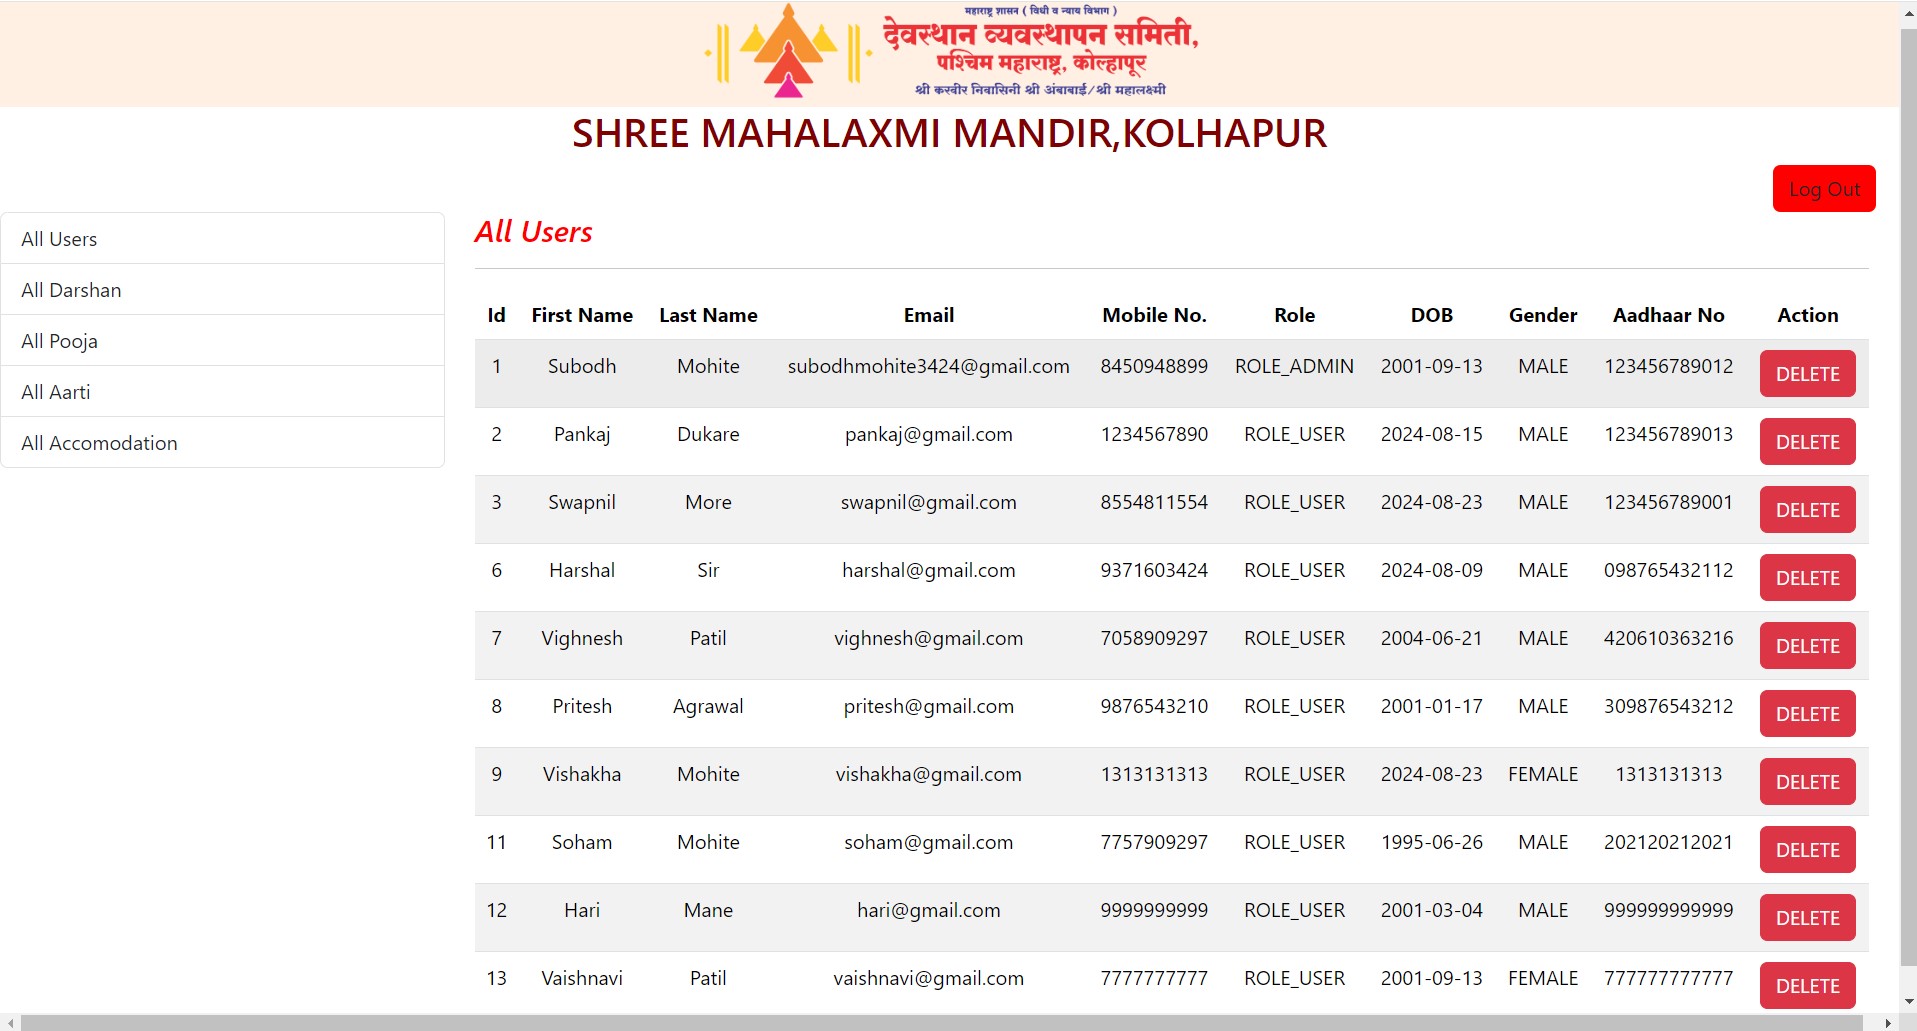 महाराष्ट्र शासन ( विधी व न्याय विभाग )
देवस्थान व्यवस्थापन समिती,
पश्चिम महाराष्ट्र, कोल्हापूर
श्री करवीर निवासिनी श्री अंबाबाई/श्री महालक्ष्मी
SHREE MAHALAXMI MANDIR,KOLHAPUR
Log Out
All Users
All Darshan
All Pooja
All Aarti
All Accomodation
All Users
Id First Name Last Name Email Mobile No. Role DOB Gender Aadhaar No Action
1 Subodh Mohite subodhmohite3424@gmail.com 8450948899 ROLE_ADMIN 2001-09-13 MALE 123456789012 DELETE
2 Pankaj Dukare pankaj@gmail.com 1234567890 ROLE_USER 2024-08-15 MALE 123456789013 DELETE
3 Swapnil More swapnil@gmail.com 8554811554 ROLE_USER 2024-08-23 MALE 123456789001 DELETE
6 Harshal Sir harshal@gmail.com 9371603424 ROLE_USER 2024-08-09 MALE 098765432112 DELETE
7 Vighnesh Patil vighnesh@gmail.com 7058909297 ROLE_USER 2004-06-21 MALE 420610363216 DELETE
8 Pritesh Agrawal pritesh@gmail.com 9876543210 ROLE_USER 2001-01-17 MALE 309876543212 DELETE
9 Vishakha Mohite vishakha@gmail.com 1313131313 ROLE_USER 2024-08-23 FEMALE 1313131313 DELETE
11 Soham Mohite soham@gmail.com 7757909297 ROLE_USER 1995-06-26 MALE 202120212021 DELETE
12 Hari Mane hari@gmail.com 9999999999 ROLE_USER 2001-03-04 MALE 999999999999 DELETE
13 Vaishnavi Patil vaishnavi@gmail.com 7777777777 ROLE_USER 2001-09-13 FEMALE 777777777777 DELETE